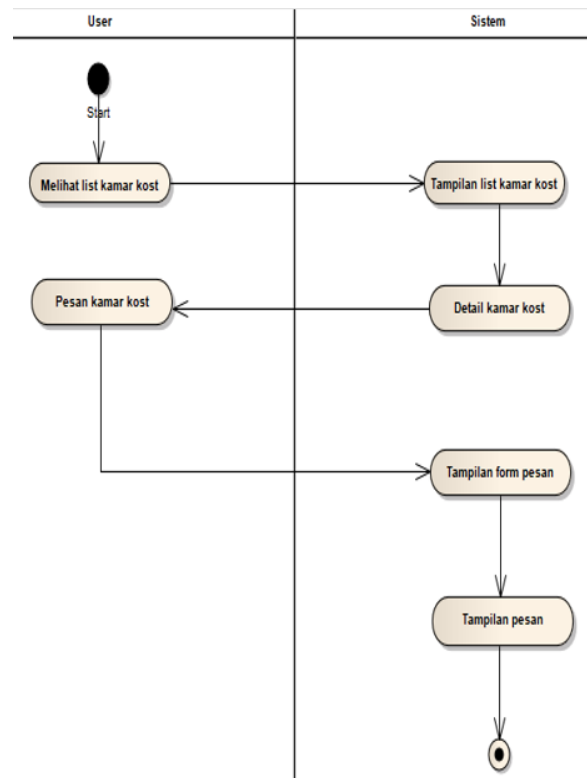 User
Sistem
Start
Melihat list kamar kost
Tampilan list kamar kost
Pesan kamar kost
Detail kamar kost
Tampilan form pesan
Tampilan pesan